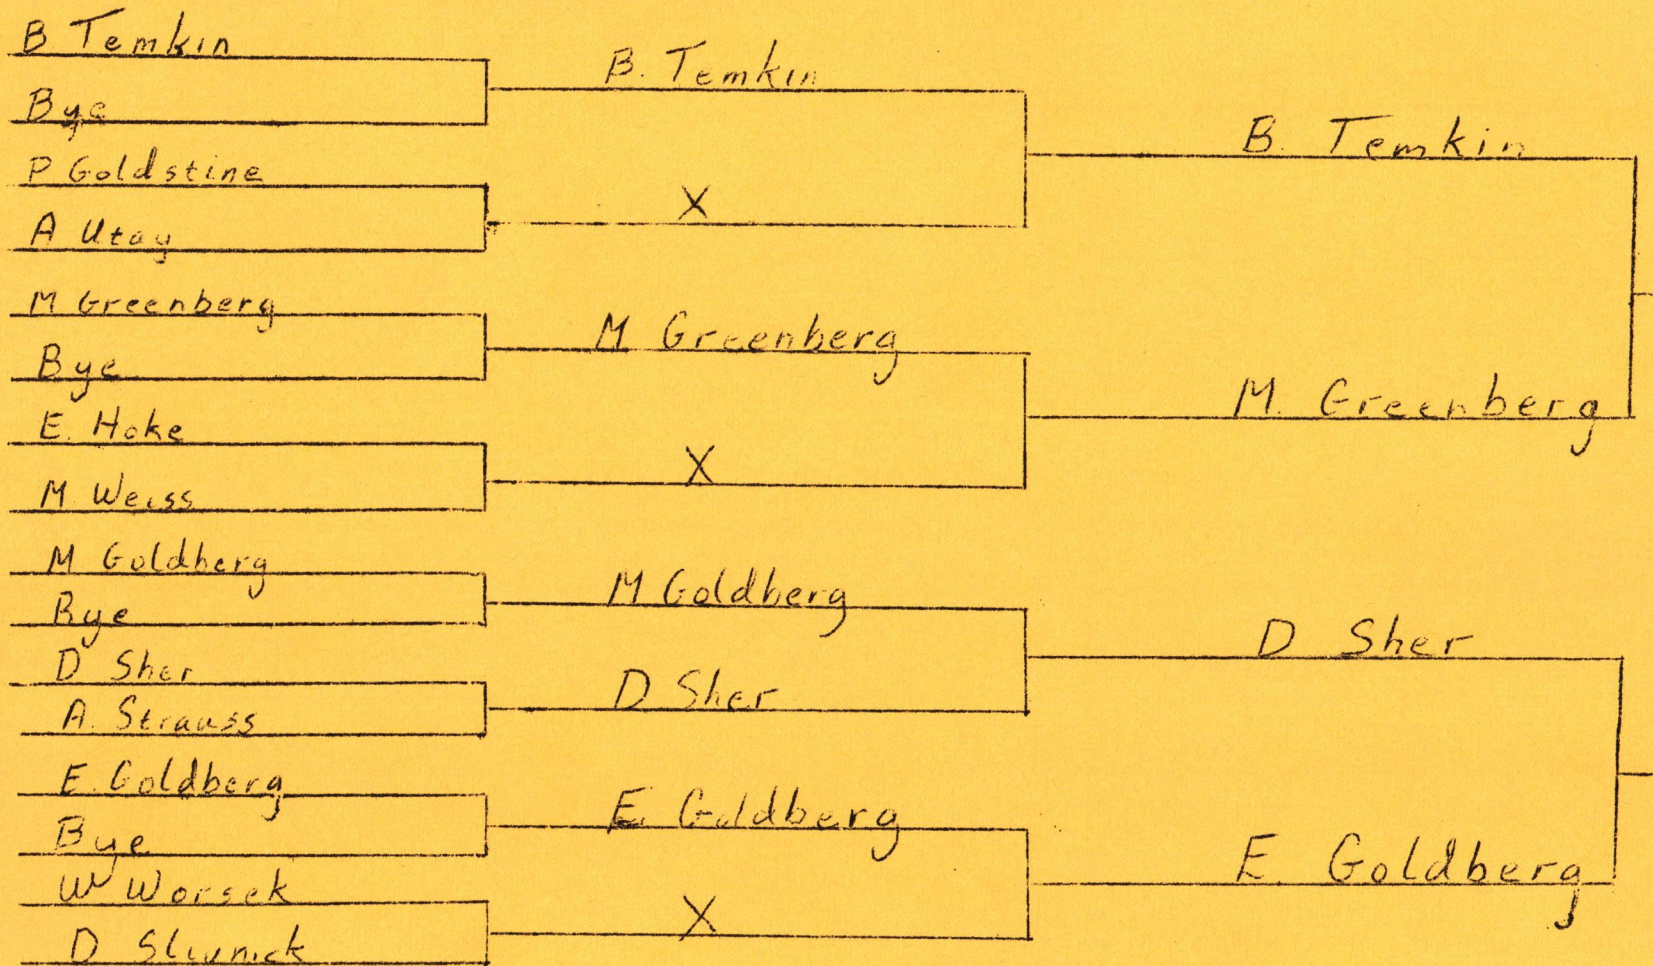 B Temkin
Bye
P Goldstine
A Utay
M Greenberg
Bye
E. Hoke
M Weiss
M Goldberg
Bye
D Sher
A. Strauss
E. Goldberg
Bye
W Worsek
D Slivnick
B. Temkin
X
M Greenberg
X
M Goldberg
D Sher
E. Goldberg
X
B. Temkin
M. Greenberg
D Sher
E. Goldberg